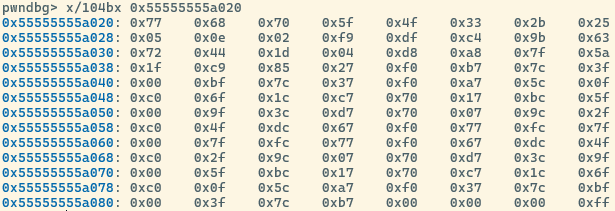 pwndbg> x/104bx 0x55555555a020
0x55555555a020: 0x77 0x68 0x70 0x5f 0x4f 0x33 0x2b 0x25
0x55555555a028: 0x05 0x0e 0x02 0xf9 0xdf 0xc4 0x9b 0x63
0x55555555a030: 0x72 0x44 0x1d 0x04 0xd8 0xa8 0x7f 0x5a
0x55555555a038: 0x1f 0xc9 0x85 0x27 0xf0 0xb7 0x7c 0x3f
0x55555555a040: 0x00 0xbf 0x7c 0x37 0xf0 0xa7 0x5c 0x0f
0x55555555a048: 0xc0 0x6f 0x1c 0xc7 0x70 0x17 0xbc 0x5f
0x55555555a050: 0x00 0x9f 0x3c 0xd7 0x70 0x07 0x9c 0x2f
0x55555555a058: 0xc0 0x4f 0xdc 0x67 0xf0 0x77 0xfc 0x7f
0x55555555a060: 0x00 0x7f 0xfc 0x77 0xf0 0x67 0xdc 0x4f
0x55555555a068: 0xc0 0x2f 0x9c 0x07 0x70 0xd7 0x3c 0x9f
0x55555555a070: 0x00 0x5f 0xbc 0x17 0x70 0xc7 0x1c 0x6f
0x55555555a078: 0xc0 0x0f 0x5c 0xa7 0xf0 0x37 0x7c 0xbf
0x55555555a080: 0x00 0x3f 0x7c 0xb7 0x00 0x00 0x00 0xff